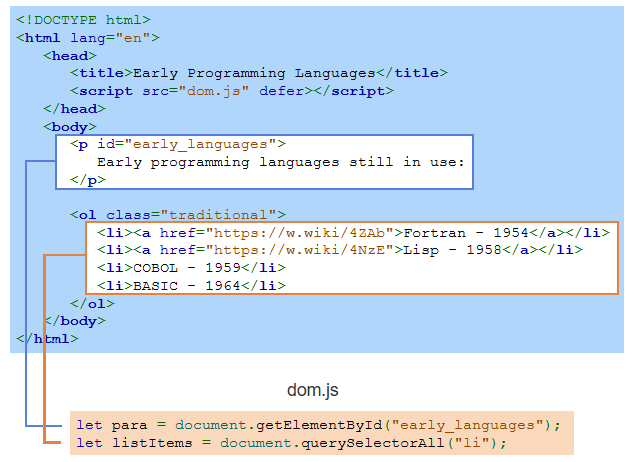 <!DOCTYPE html>
<html lang="en">
<head>
<title>Early Programming Languages</title>
<script src="dom.js" defer></script>
</head>
<body>
<p id="early_languages">
Early programming languages still in use:
</p>
<ol class="traditional">
<li><a href="https://w.wiki/4ZAb">Fortran - 1954</a></li>
<li><a href="https://w.wiki/4NzE">Lisp - 1958</a></li>
<li>COBOL - 1959</li>
<li>BASIC - 1964</li>
</ol>
</body>
</html>
dom.js
let para = document.getElementById("early_languages");
let listItems = document.querySelectorAll("li");